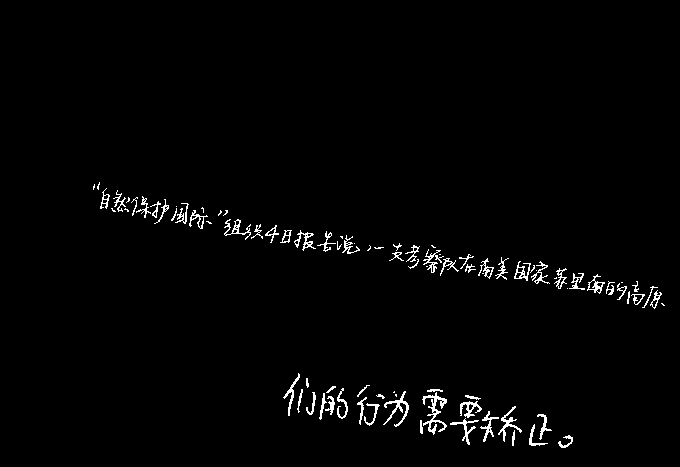 “自然保护国际”组织4日报告说，一支考察队在南美国家苏里南的高原
们的行为需要矫正。